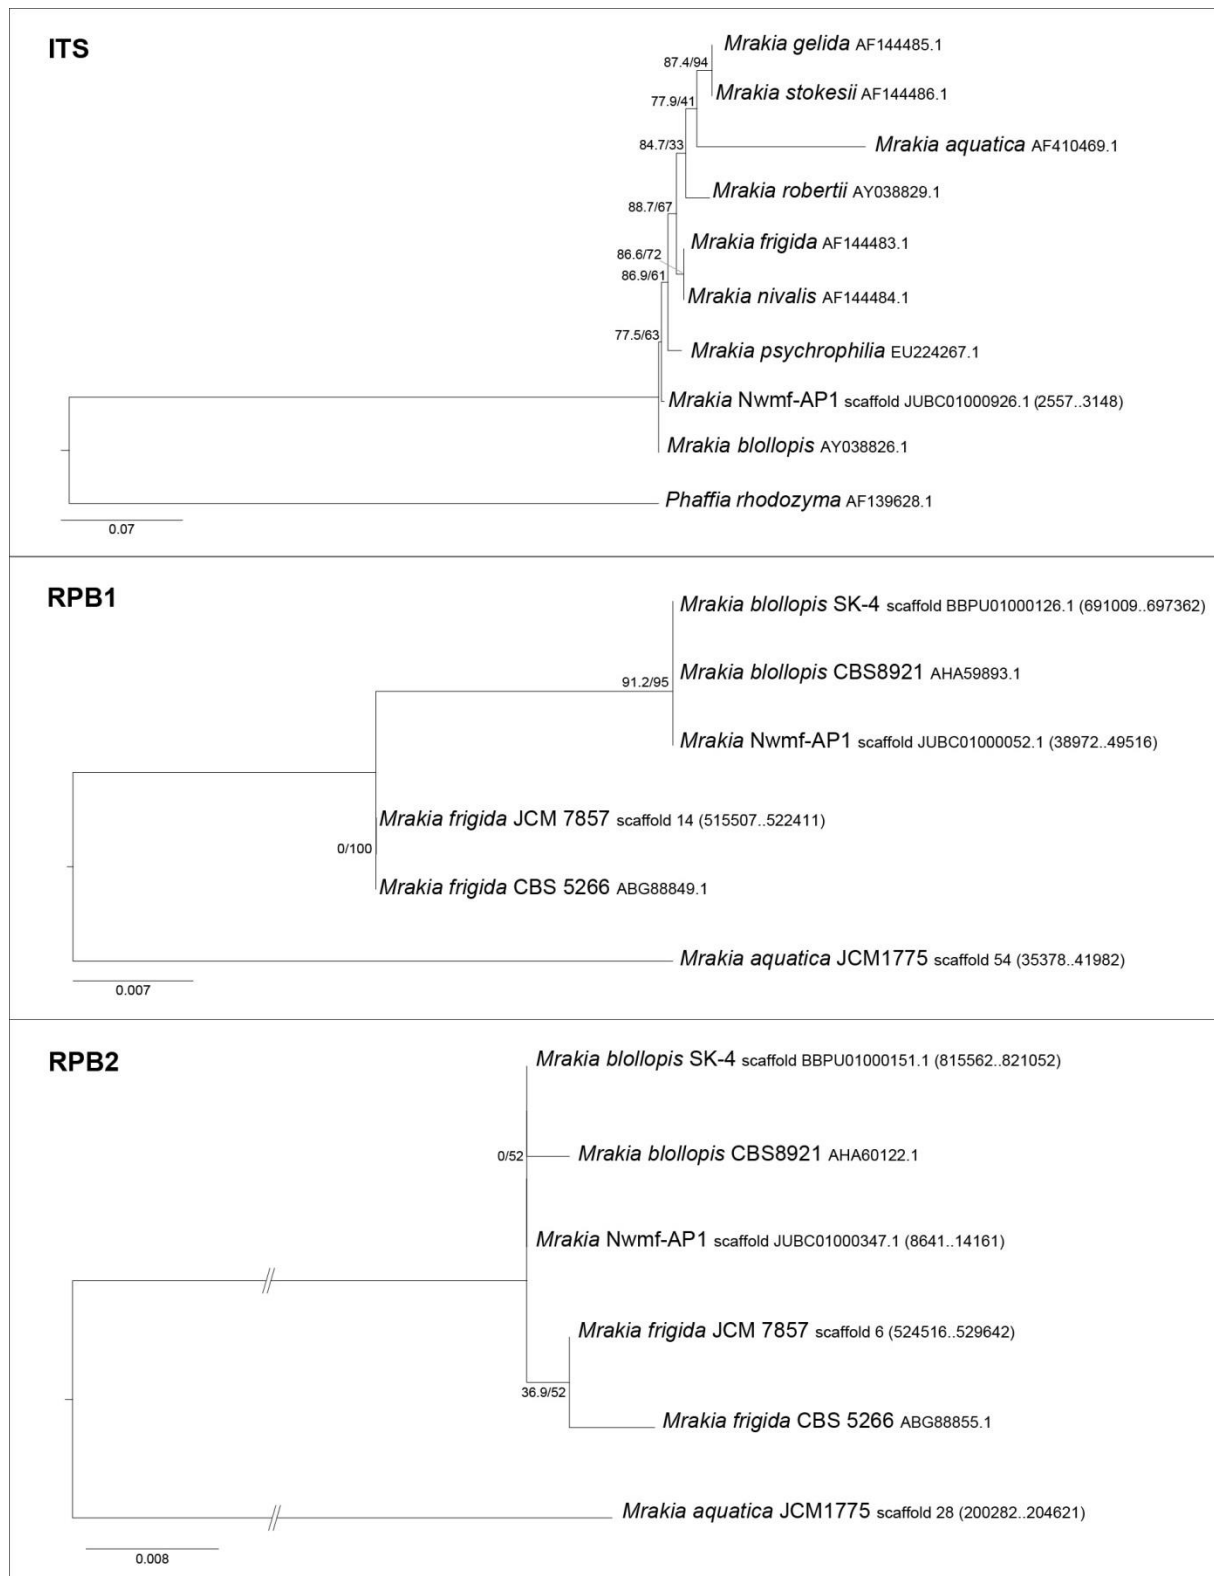 ITS
Mrakia gelida AF144485.1
87.4/94
Mrakia stokesii AF144486.1
77.9/41
Mrakia aquatica AF410469.1
84.7/33
Mrakia robertii AY038829.1
88.7/67
Mrakia frigida AF144483.1
86.6/72
86.9/61
Mrakia nivalis AF144484.1
77.5/63
Mrakia psychrophilia EU224267.1
Mrakia Nwmf-AP1 scaffold JUBC01000926.1 (2557..3148)
Mrakia blollopis AY038826.1
Phaffia rhodozyma AF139628.1
0.07
RPB1
Mrakia blollopis SK-4 scaffold BBPU01000126.1 (691009..697362)
Mrakia blollopis CBS8921 AHA59893.1
91.2/95
Mrakia Nwmf-AP1 scaffold JUBC01000052.1 (38972..49516)
Mrakia frigida JCM 7857 scaffold 14 (515507..522411)
0/100
Mrakia frigida CBS 5266 ABG88849.1
Mrakia aquatica JCM1775 scaffold 54 (35378..41982)
0.007
RPB2
Mrakia blollopis SK-4 scaffold BBPU01000151.1 (815562..821052)
0/52
Mrakia blollopis CBS8921 AHA60122.1
Mrakia Nwmf-AP1 scaffold JUBC01000347.1 (8641..14161)
Mrakia frigida JCM 7857 scaffold 6 (524516..529642)
36.9/52
Mrakia frigida CBS 5266 ABG88855.1
Mrakia aquatica JCM1775 scaffold 28 (200282..204621)
0.008